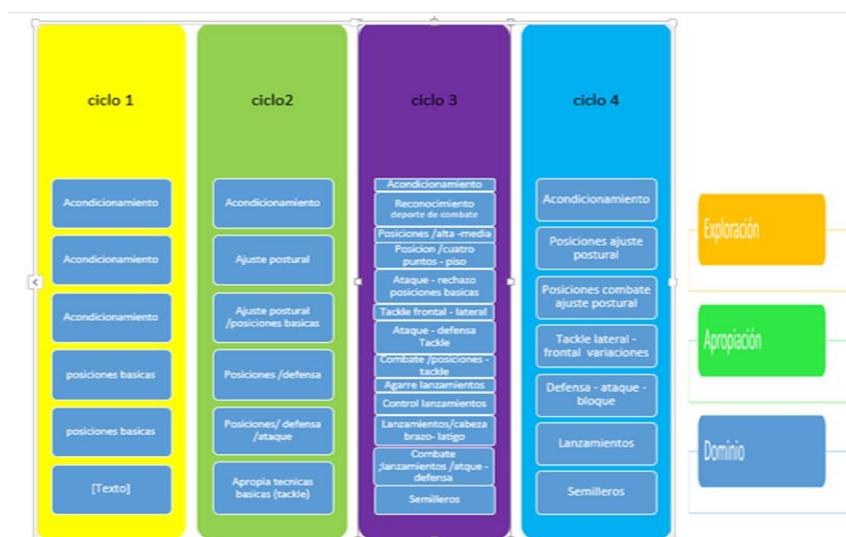 ciclo 1
Acondicionamiento
Acondicionamiento
Acondicionamiento
posiciones basicas
posiciones basicas
[Texto]
ciclo2
Acondicionamiento
Ajuste postural
Ajuste postural
/posiciones basicas
Posiciones /defensa
Posiciones/ defensa
/ataque
Apropia tecnicas
basicas (tackle)
ciclo 3
Acondicionamiento
Reconocimiento
deporte de combate
Posiciones /alta -media
Posicion /cuatro
puntos - piso
Ataque - rechazo
posiciones basicas
Tackle frontal - lateral
Ataque - defensa
Tackle
Combate /posiciones -
tackle
Agarre lanzamientos
Control lanzamientos
Lanzamientos/cabeza
brazo- latigo
Combate
;lanzamientos /atque -
defensa
Semilleros
ciclo 4
Acondicionamiento
Posiciones ajuste
postural
Posiciones combate
ajuste postural
Tackle lateral -
frontal variaciones
Defensa - ataque -
bloque
Lanzamientos
Semilleros
Exploración
Apropiación
Dominio